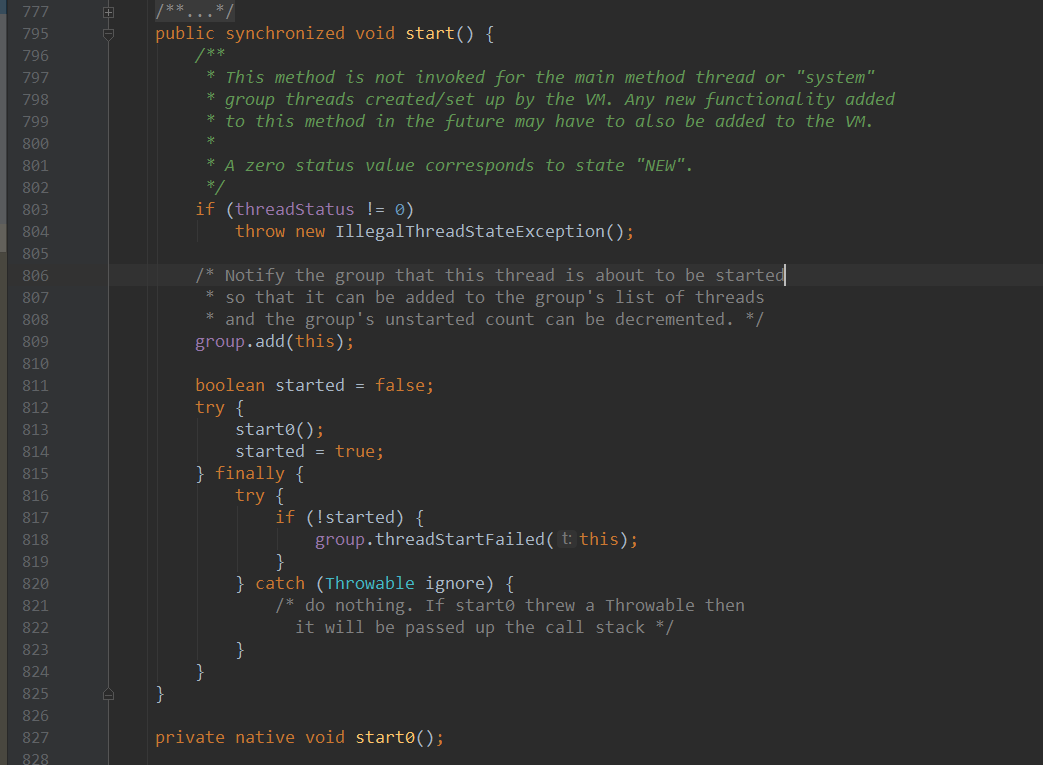 777 /**...*/
795 public synchronized void start() {
796 /**
797 * This method is not invoked for the main method thread or "system"
798 * group threads created/set up by the VM. Any new functionality added
799 * to this method in the future may have to also be added to the VM.
800 *
801 * A zero status value corresponds to state "NEW".
802 */
803 if (threadStatus != 0)
804 throw new IllegalThreadStateException();
805
806 /* Notify the group that this thread is about to be started
807 * so that it can be added to the group's list of threads
808 * and the group's unstarted count can be decremented. */
809 group.add(this);
810
811 boolean started = false;
812 try {
813 start0();
814 started = true;
815 } finally {
816 try {
817 if (!started) {
818 group.threadStartFailed( t: this);
819 }
820 } catch (Throwable ignore) {
821 /* do nothing. If start0 threw a Throwable then
822 it will be passed up the call stack */
823 }
824 }
825 }
826
827 private native void start0();
828